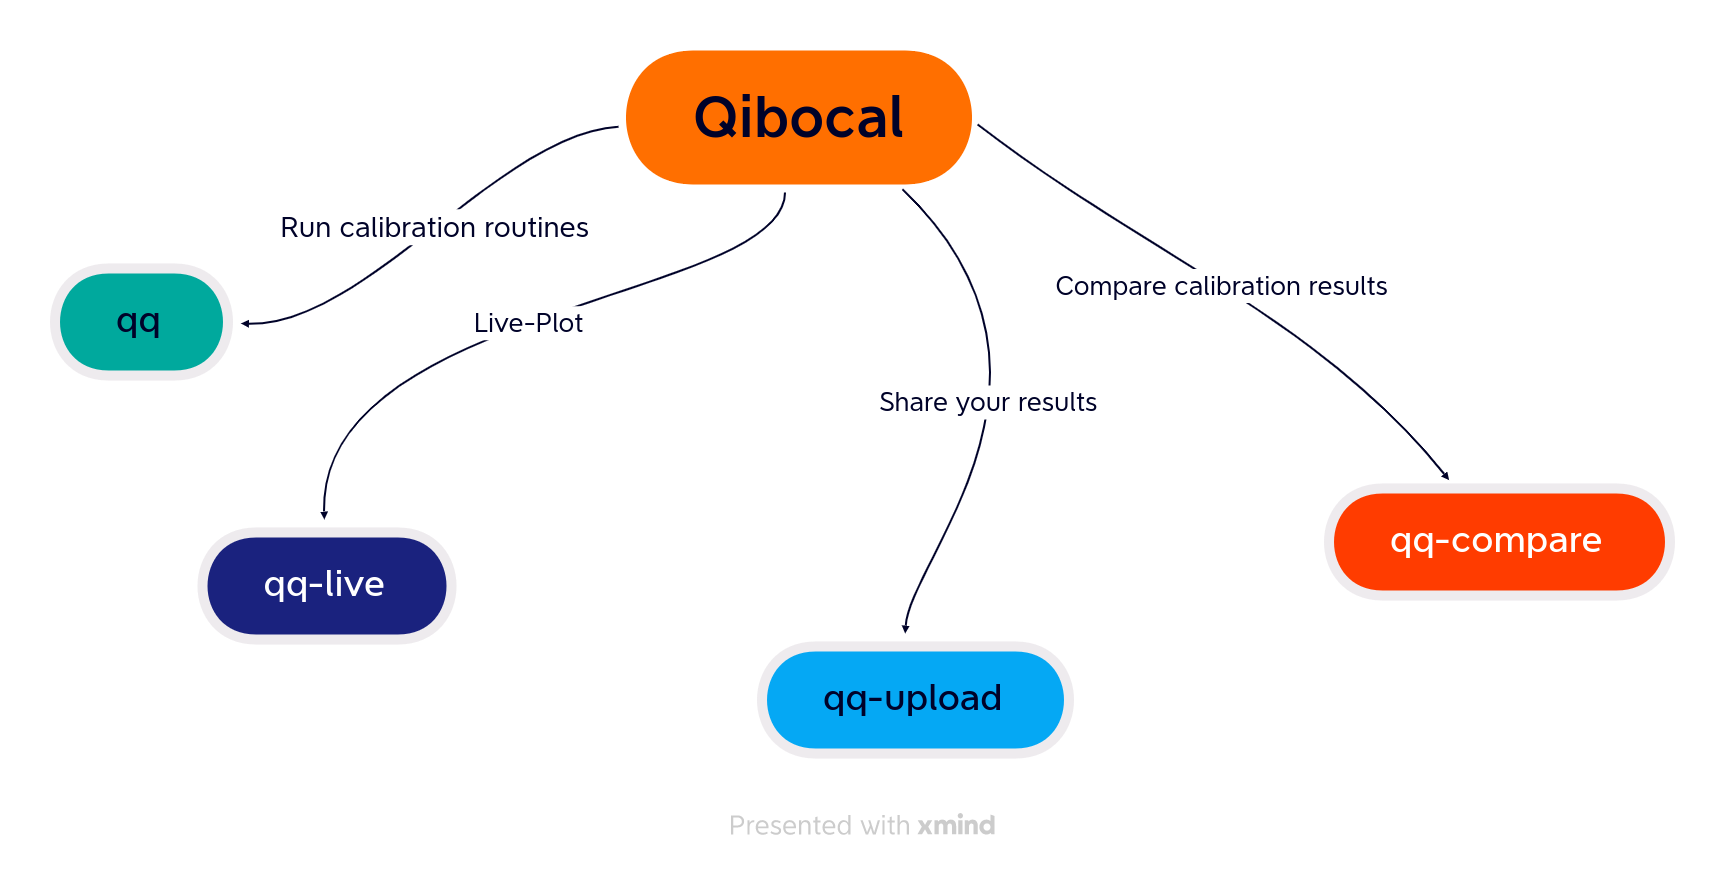 Qibocal
Run calibration routines
qq
Live-Plot
qq-live
Share your results
qq-upload
Compare calibration results
qq-compare
Presented with xmind